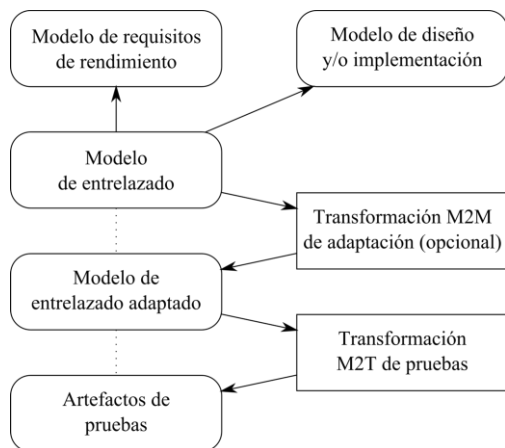 Modelo de requisitos
de rendimiento
Modelo de diseño
y/o implementación
Modelo
de entrelazado
Transformación M2M
de adaptación (opcional)
Modelo de
entrelazado adaptado
Transformación
M2T de pruebas
Artefactos de
pruebas